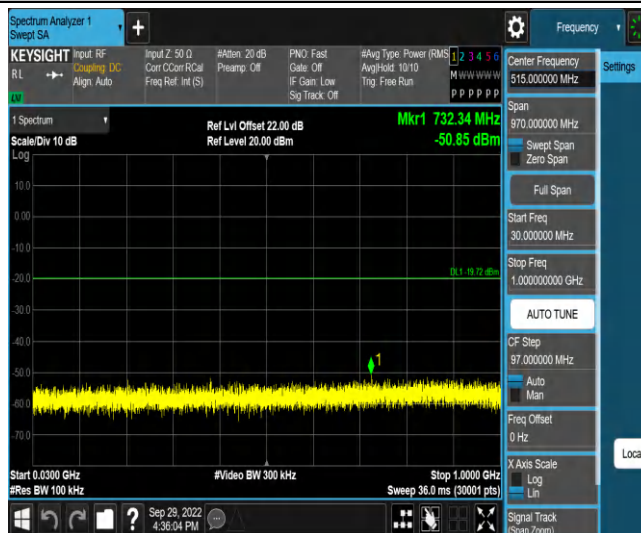 Spectrum Analyzer 1
Swept SA
Frequency
KEYSIGHT
RL
Input: RF
Coupling: DC
Align: Auto
Input Z: 50 Ω
Corr CCorr RCal
Freq Ref: Int (S)
#Atten: 20 dB
Preamp: Off
PNO: Fast
Gate: Off
IF Gain: Low
Sig Track: Off
#Avg Type: Power (RMS
Avg|Hold: 10/10
Trig: Free Run
1 2 3 4 5 6
M W W W W W
P P P P P P
1 Spectrum
Scale/Div 10 dB
Log
Ref Lvl Offset 22.00 dB
Ref Level 20.00 dBm
Mkr1 732.34 MHz
-50.85 dBm
10.0
0.00
-10.0
-20.0
-30.0
-40.0
-50.0
-60.0
-70.0
DL1 -19.72 dBm
1
Start 0.0300 GHz
#Res BW 100 kHz
#Video BW 300 kHz
Stop 1.0000 GHz
Sweep 36.0 ms (30001 pts)
Sep 29, 2022
4:36:04 PM
Center Frequency
515.000000 MHz
Span
970.000000 MHz
Swept Span
Zero Span
Full Span
Start Freq
30.000000 MHz
Stop Freq
1.000000000 GHz
AUTO TUNE
CF Step
97.000000 MHz
Auto
Man
Freq Offset
0 Hz
X Axis Scale
Log
Lin
Signal Track
(Span Zoom)
Settings
Loca